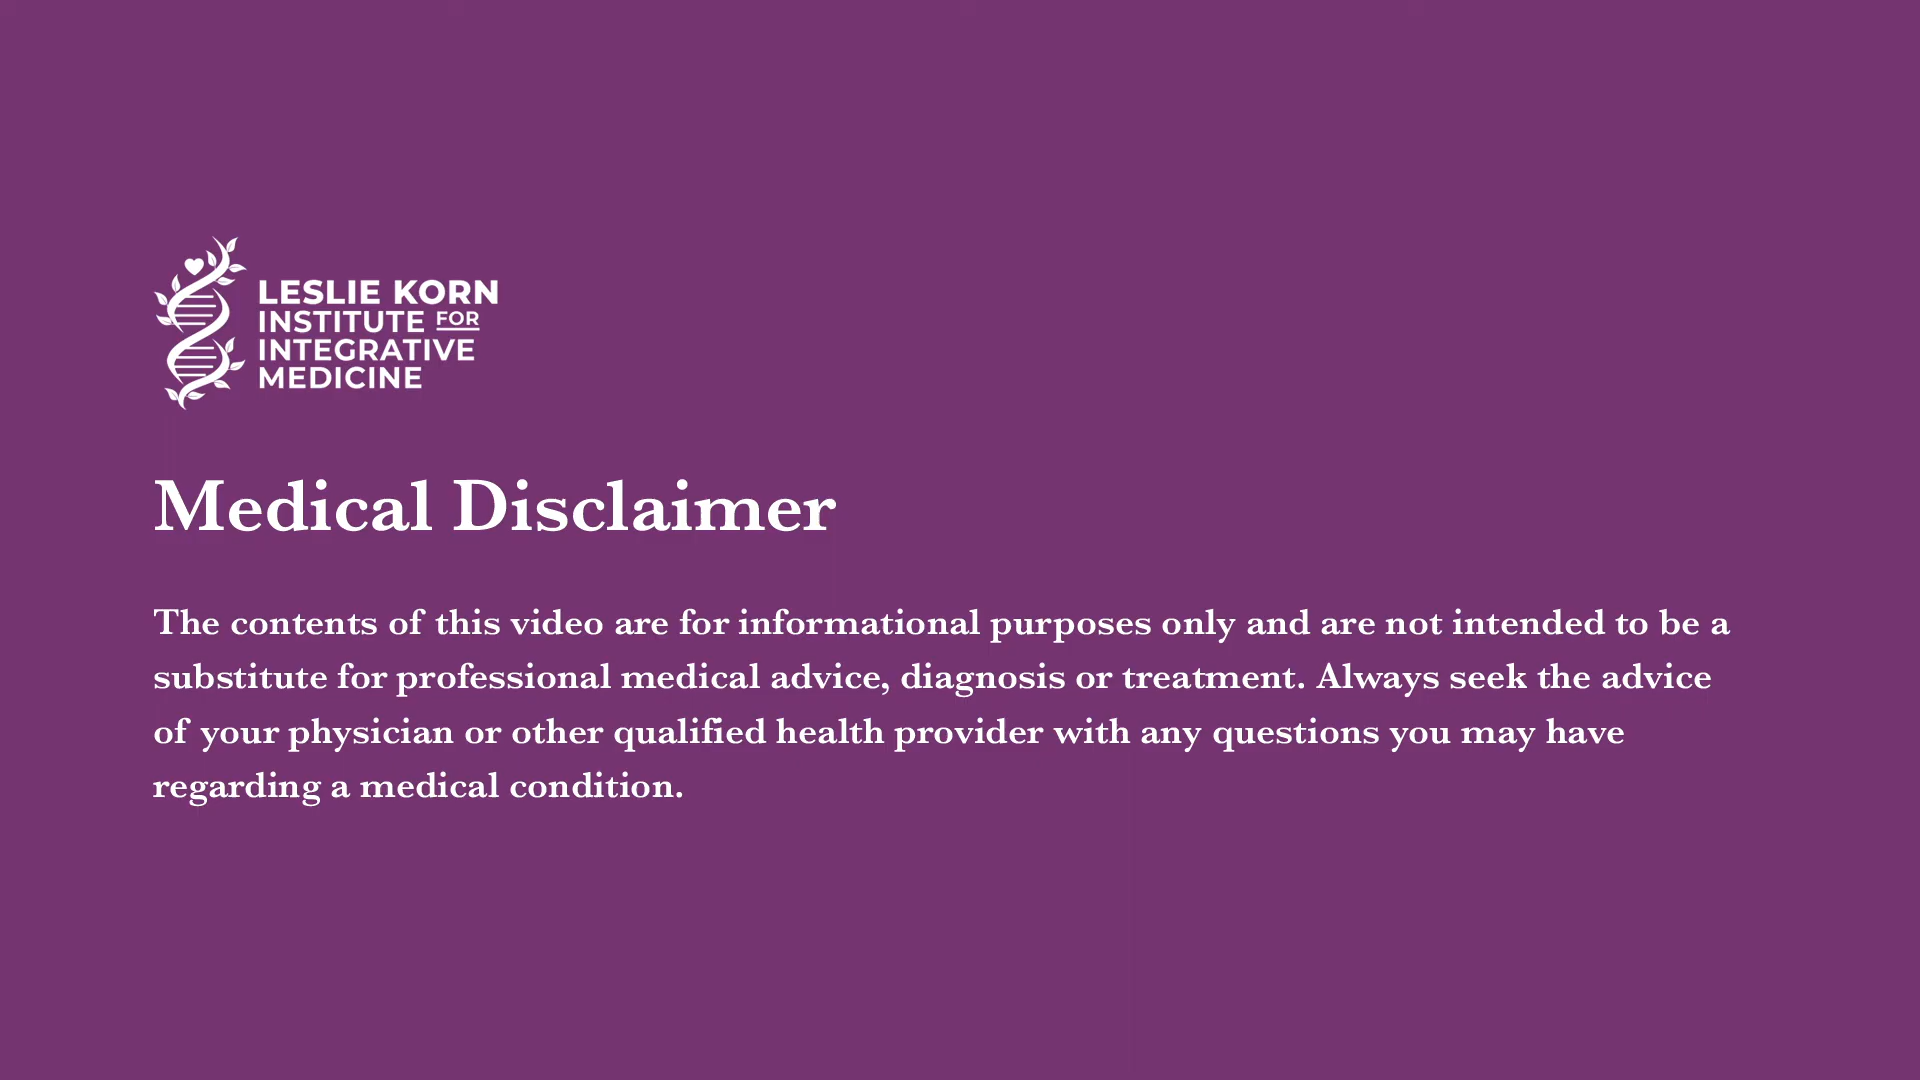 LESLIE KORN
INSTITUTE FOR
INTEGRATIVE
MEDICINE
Medical Disclaimer
The contents of this video are for informational purposes only and are not intended to be a
substitute for professional medical advice, diagnosis or treatment. Always seek the advice
of your physician or other qualified health provider with any questions you may have
regarding a medical condition.